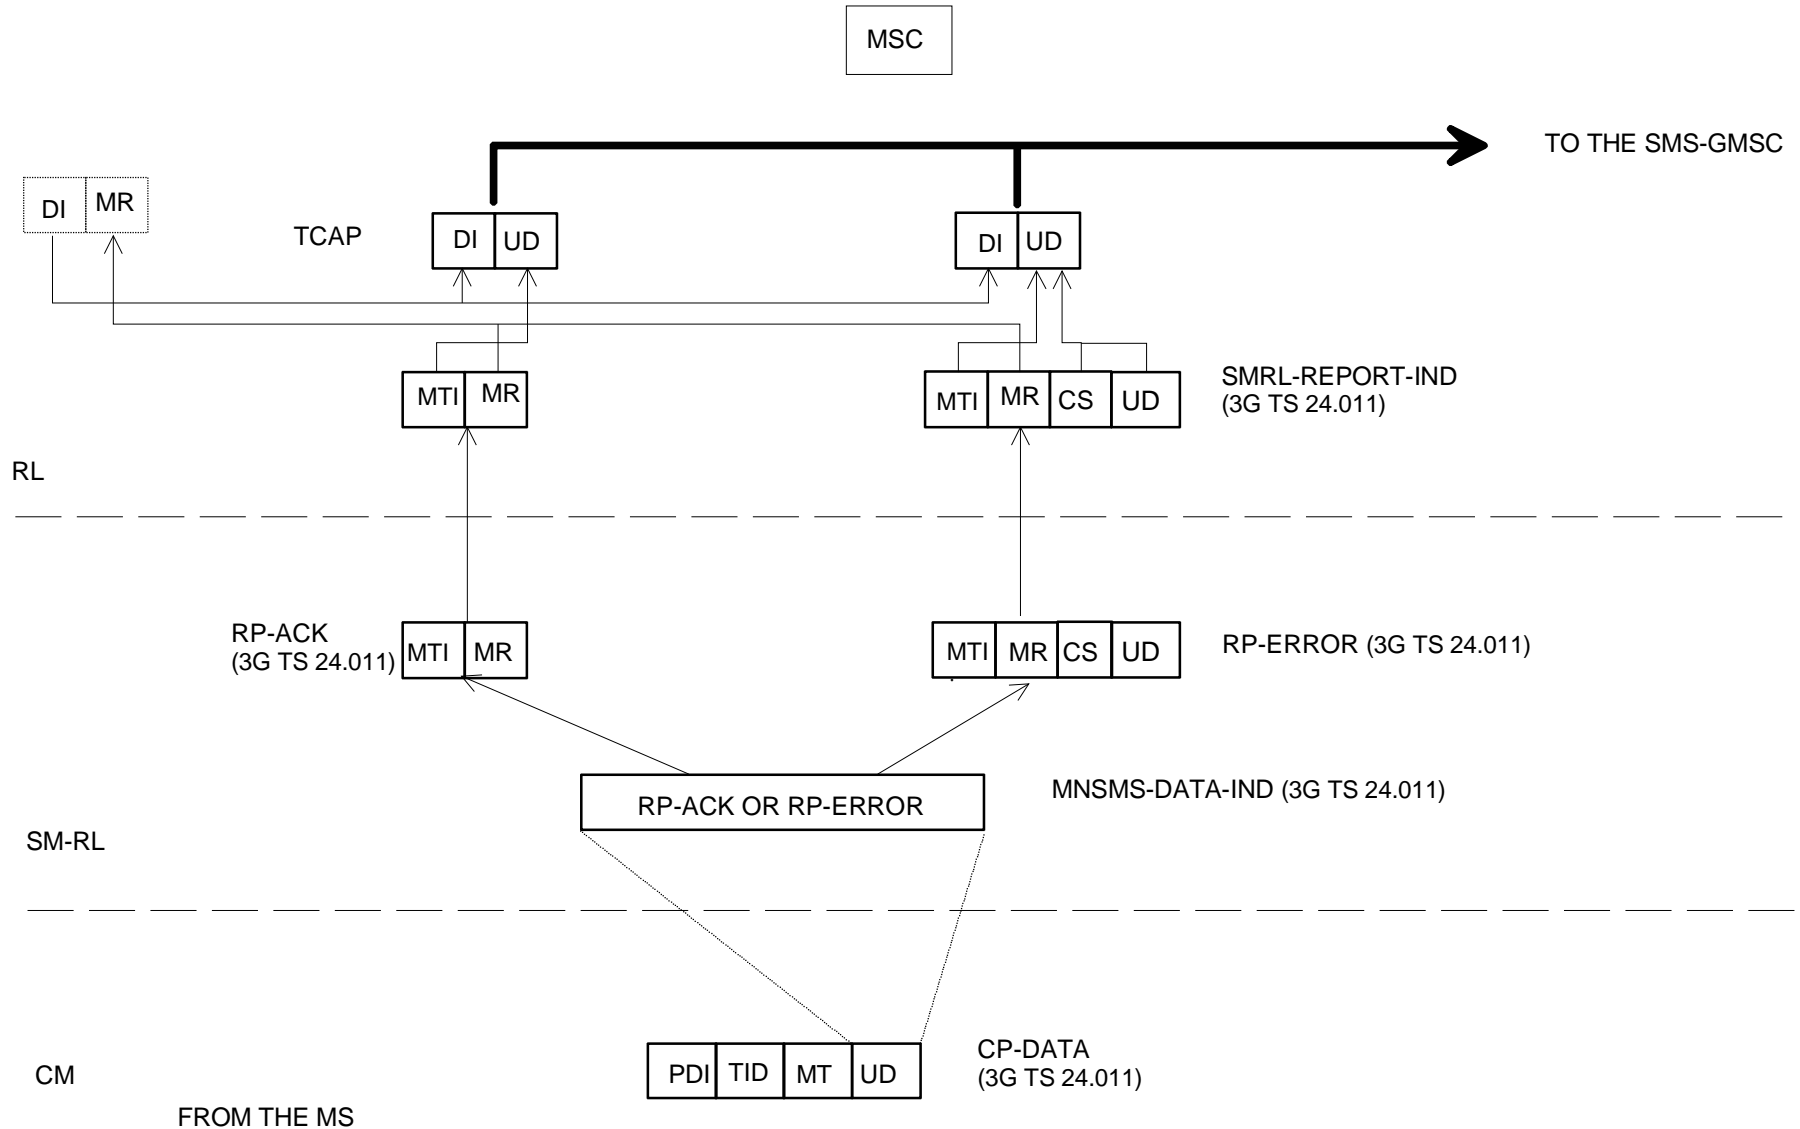 MSC
TO THE SMS-GMSC
DI MR
TCAP
DI UD
DI UD
MTI MR
MTI MR CS UD
SMRL-REPORT-IND
(3G TS 24.011)
RL
RP-ACK
(3G TS 24.011)
MTI MR
MTI MR CS UD
RP-ERROR (3G TS 24.011)
RP-ACK OR RP-ERROR
MNSMS-DATA-IND (3G TS 24.011)
SM-RL
CM
PDI TID MT UD
CP-DATA
(3G TS 24.011)
FROM THE MS